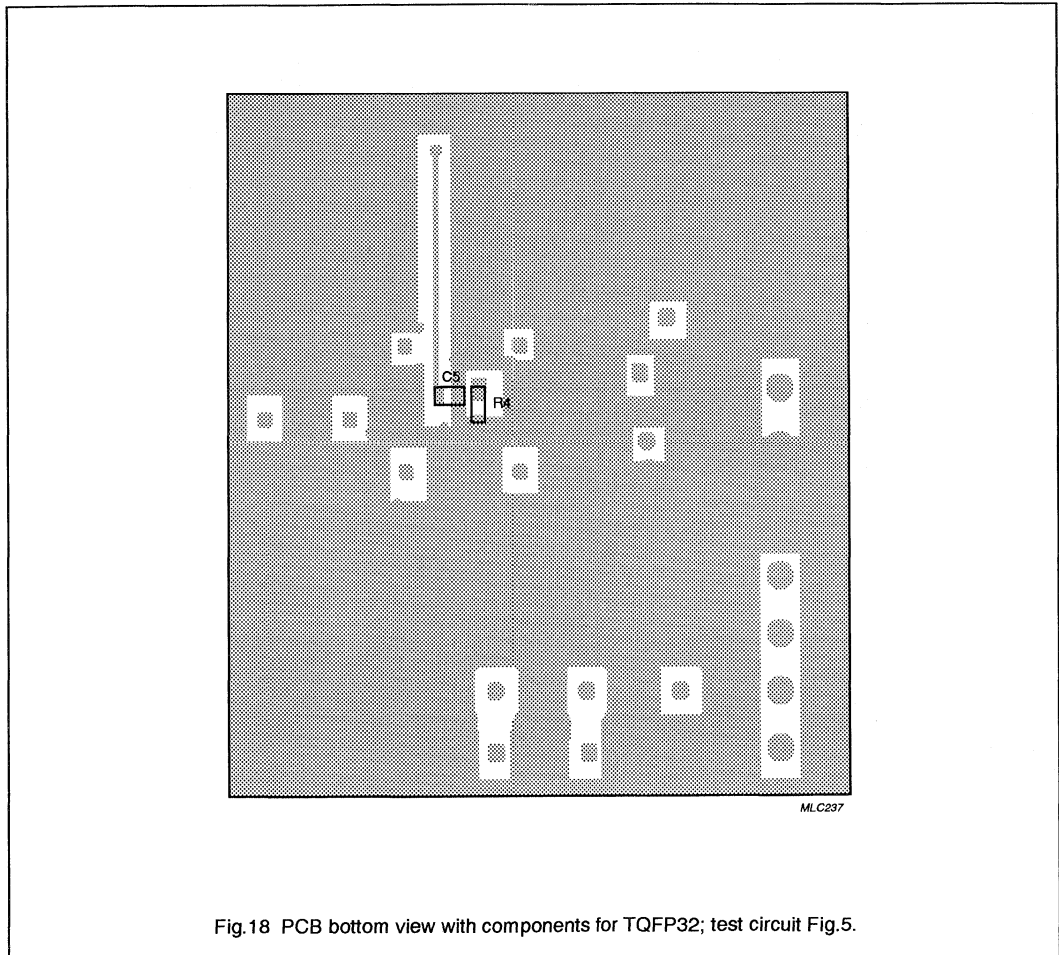 C5
R4
MLC237
Fig.18 PCB bottom view with components for TQFP32; test circuit Fig.5.